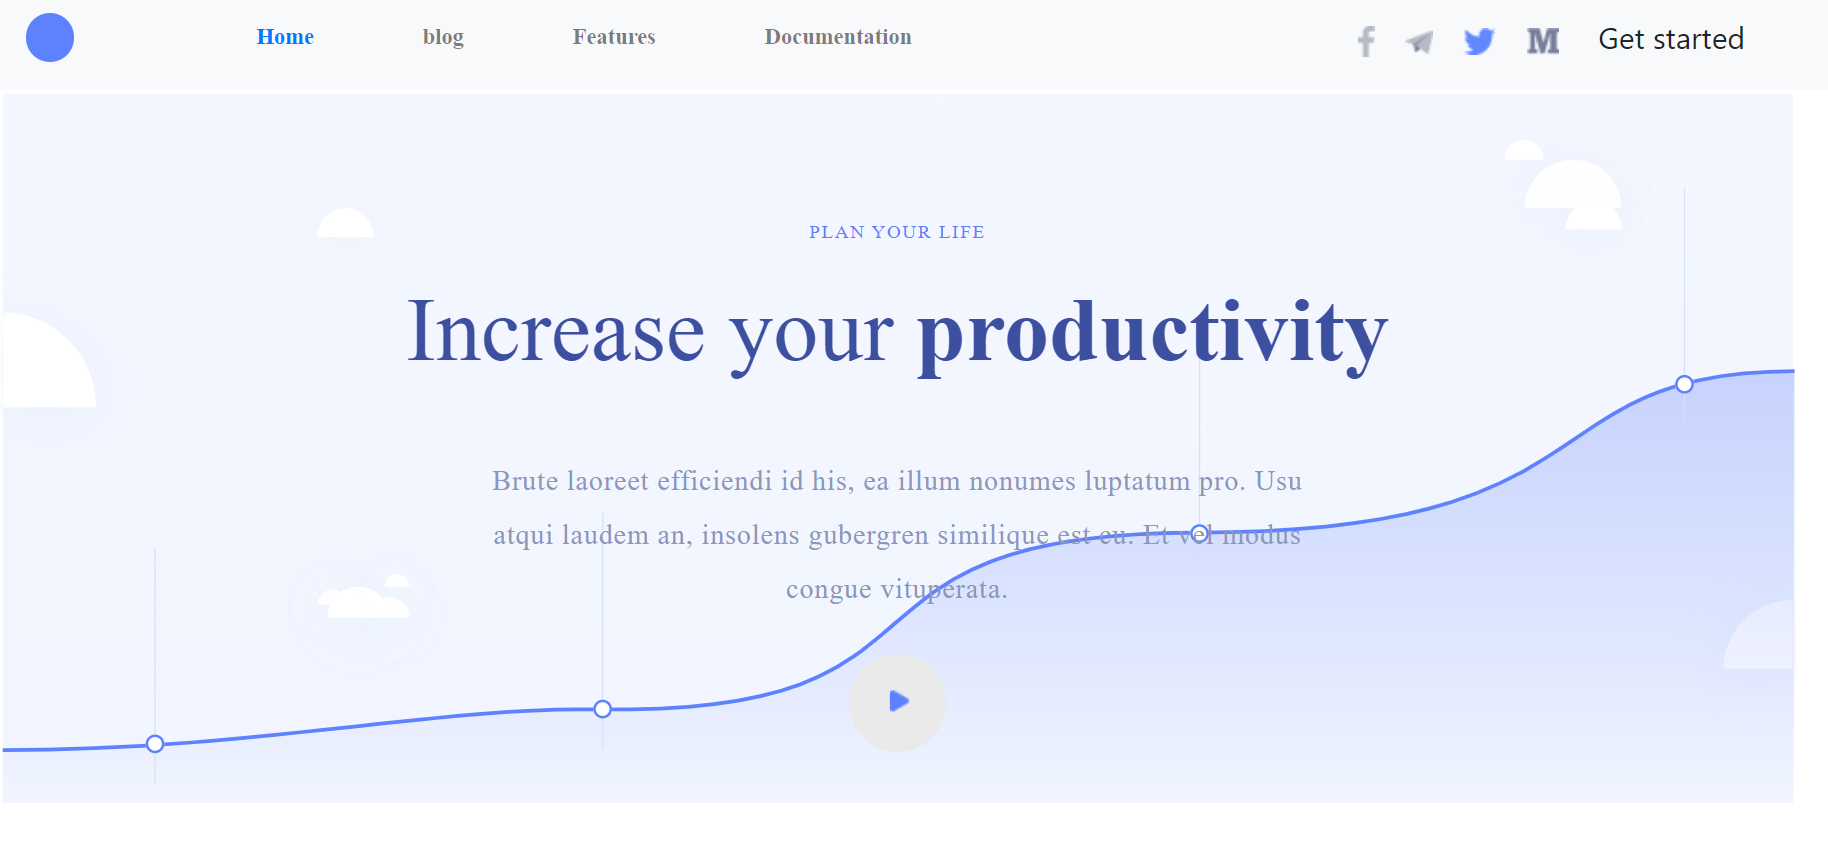 Home blog Features Documentation Get started
PLAN YOUR LIFE
Increase your productivity
Brute laoreet efficiendi id his, ea illum nonumes luptatum pro. Usu
atqui laudem an, insolens gubergren similique est cu. Et vel modus
congue vituperata.